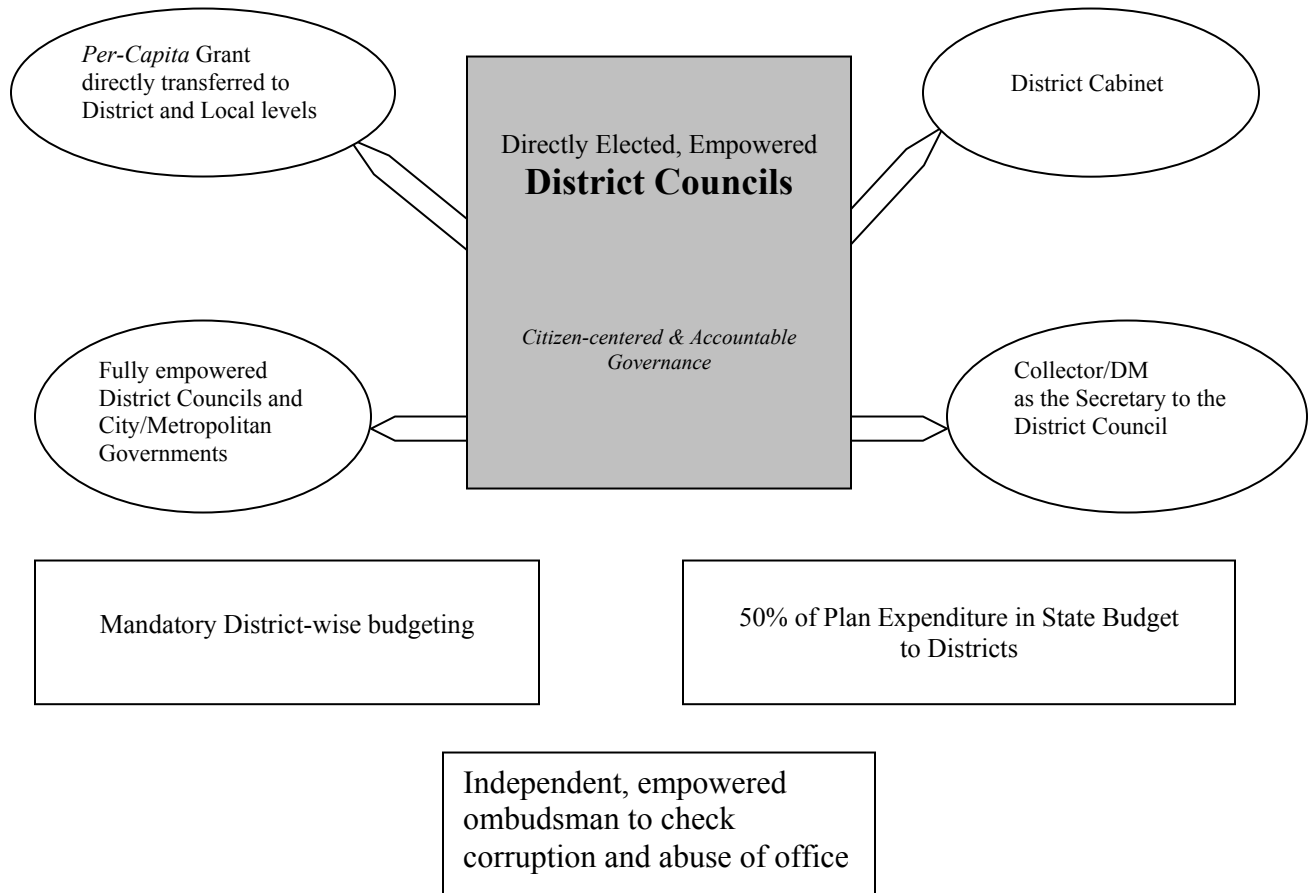 Per-Capita Grant
directly transferred to
District and Local levels
Directly Elected, Empowered
District Councils
Citizen-centered & Accountable
Governance
District Cabinet
Fully empowered
District Councils and
City/Metropolitan
Governments
Collector/DM
as the Secretary to the
District Council
Mandatory District-wise budgeting
50% of Plan Expenditure in State Budget
to Districts
Independent, empowered
ombudsman to check
corruption and abuse of office